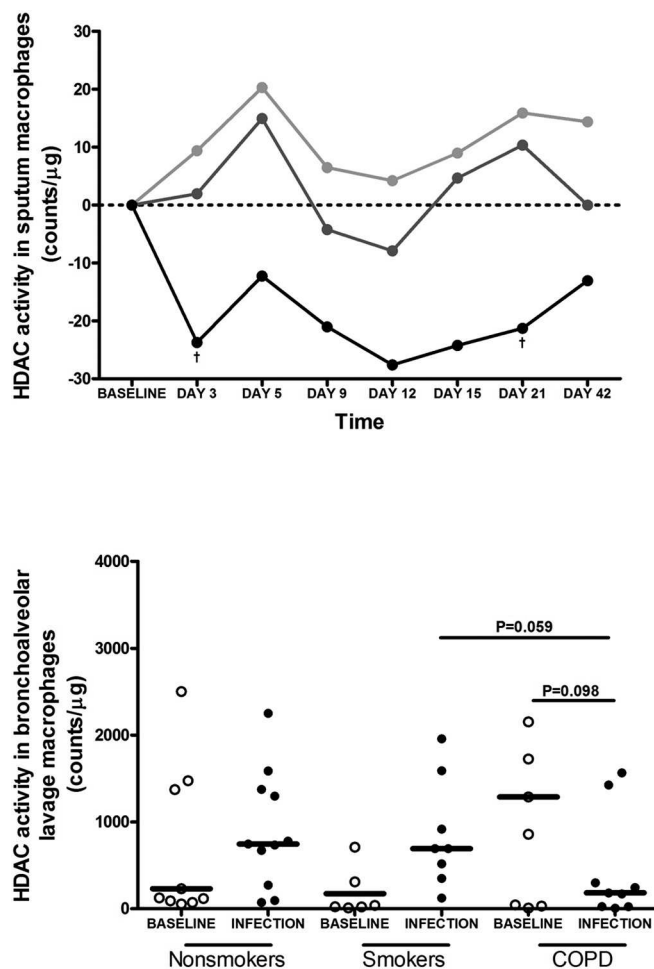 HDAC activity in sputum macrophages
(counts/µg)
30
20
10
0
-10
-20
-30
†
†
BASELINE DAY 3 DAY 5 DAY 9 DAY 12 DAY 15 DAY 21 DAY 42
Time
HDAC activity in bronchoalveolar
lavage macrophages
(counts/µg)
4000
3000
2000
1000
0
P=0.059
P=0.098
BASELINE INFECTION BASELINE INFECTION BASELINE INFECTION
Nonsmokers Smokers COPD